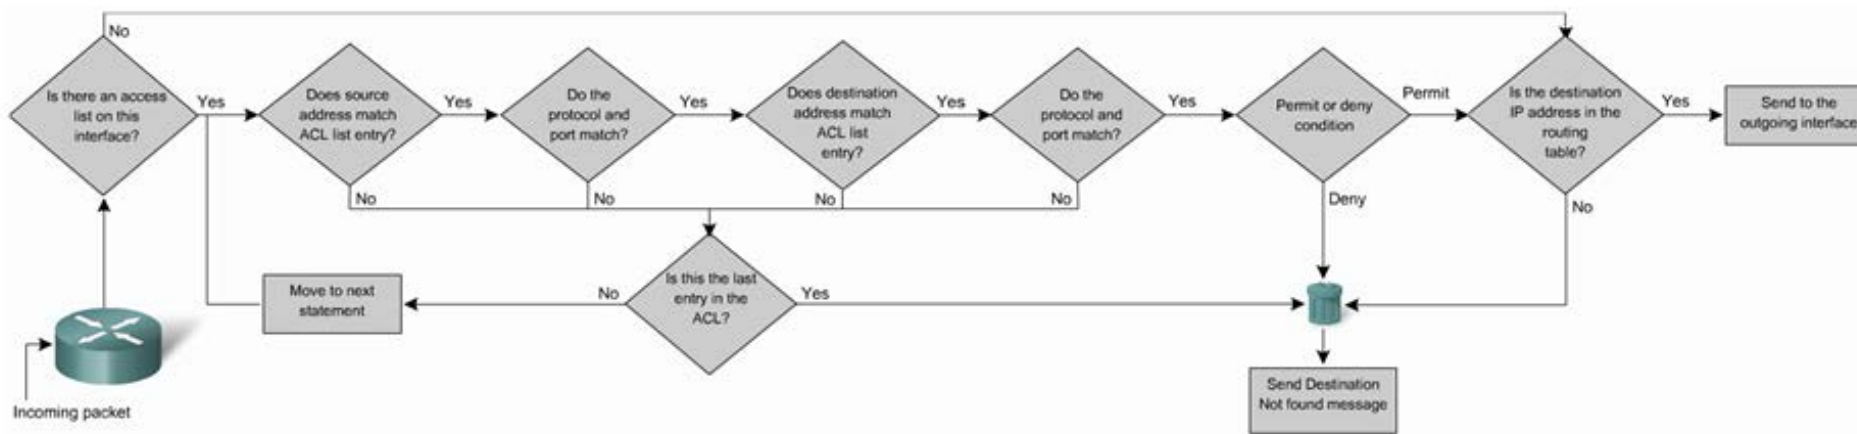 No
Is there an access
list on this
interface?
Yes
Does source
address match
ACL list entry?
Yes
No
Do the
protocol and
port match?
Yes
No
Does destination
address match
ACL list
entry?
Yes
No
Do the
protocol and
port match?
Yes
No
Permit or deny
condition
Permit
Deny
Is the destination
IP address in the
routing
table?
Yes
No
Send to the
outgoing interface
Is this the last
entry in the
ACL?
No
Yes
Move to next
statement
Send Destination
Not found message
Incoming packet